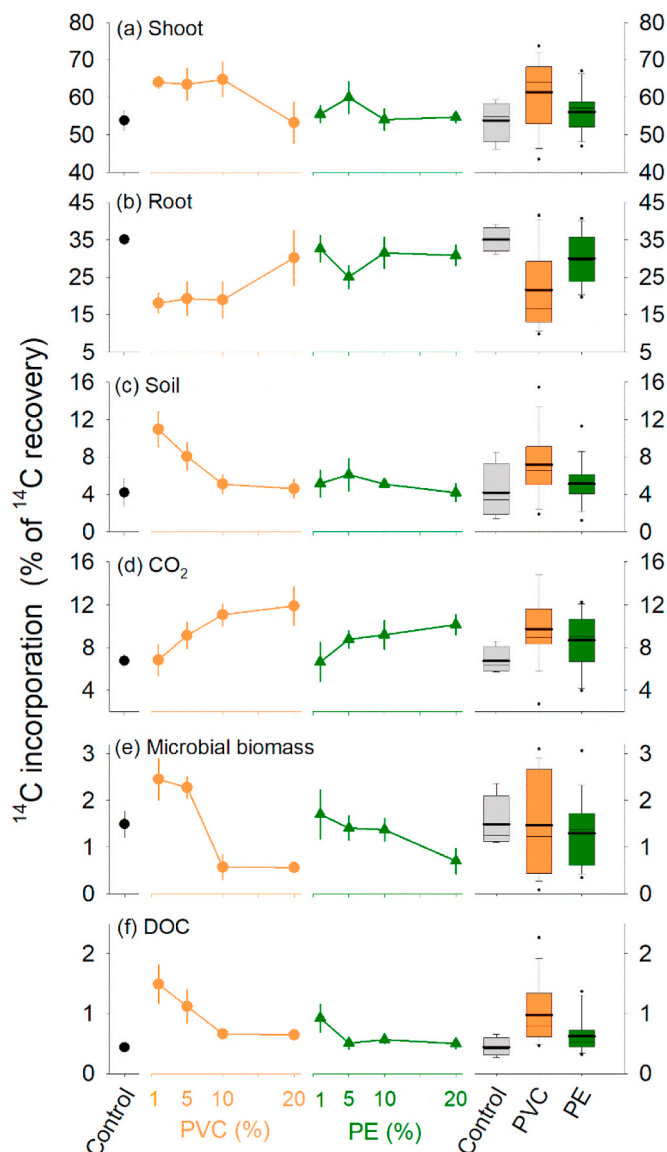 ¹⁴C incorporation (% of ¹⁴C recovery)
(a) Shoot
80 80
70 70
60 60
50 50
40 40
(b) Root
45 45
35 35
25 25
15 15
5 5
(c) Soil
16 16
12 12
8 8
4 4
0 0
(d) CO₂
16 16
12 12
8 8
4 4
(e) Microbial biomass
3 3
2 2
1 1
0 0
(f) DOC
2 2
1 1
0 0
Control 1 5 10 20 1 5 10 20 Control PVC PE
PVC (%) PE (%)